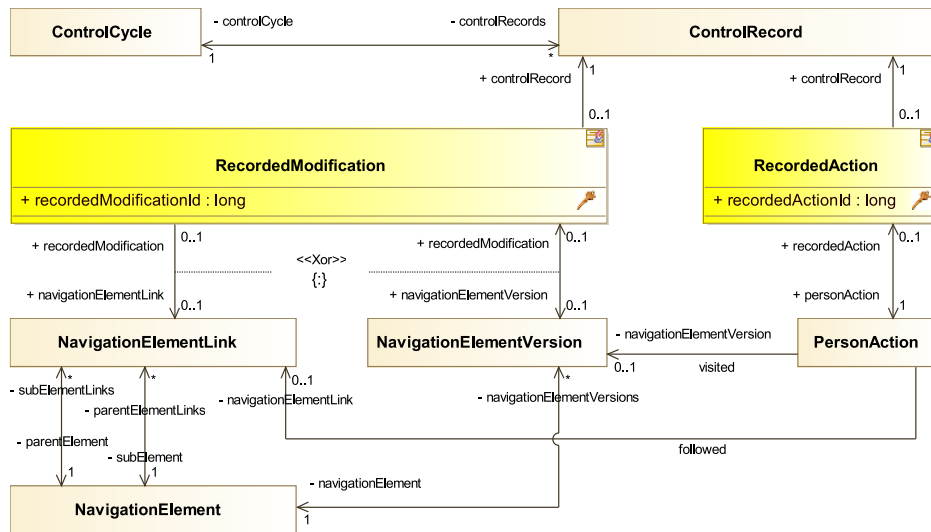 - controlCycle
- controlRecords
ControlCycle
ControlRecord
1
*
+ controlRecord
1
+ controlRecord
1
0..1
0..1
RecordedModification
RecordedAction
+ recordedModificationId : long
+ recordedActionId : long
+ recordedModification
0..1
+ recordedModification
0..1
+ recordedAction
0..1
<<Xor>>
{:}
+ navigationElementLink
0..1
+ navigationElementVersion
0..1
+ personAction
1
NavigationElementLink
NavigationElementVersion
PersonAction
- navigationElementVersion
0..1
visited
- subElementLinks
*
*
- parentElementLinks
0..1
- navigationElementLink
*
- navigationElementVersions
- parentElement
- subElement
followed
1
1
- navigationElement
1
NavigationElement